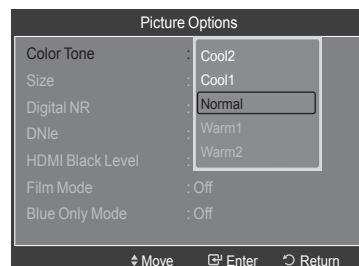 Picture Options
Color Tone : Cool2
Size : Cool1
Digital NR : Normal
DNIe : Warm1
HDMI Black Level : Warm2
Film Mode : Off
Blue Only Mode : Off
Move Enter Return